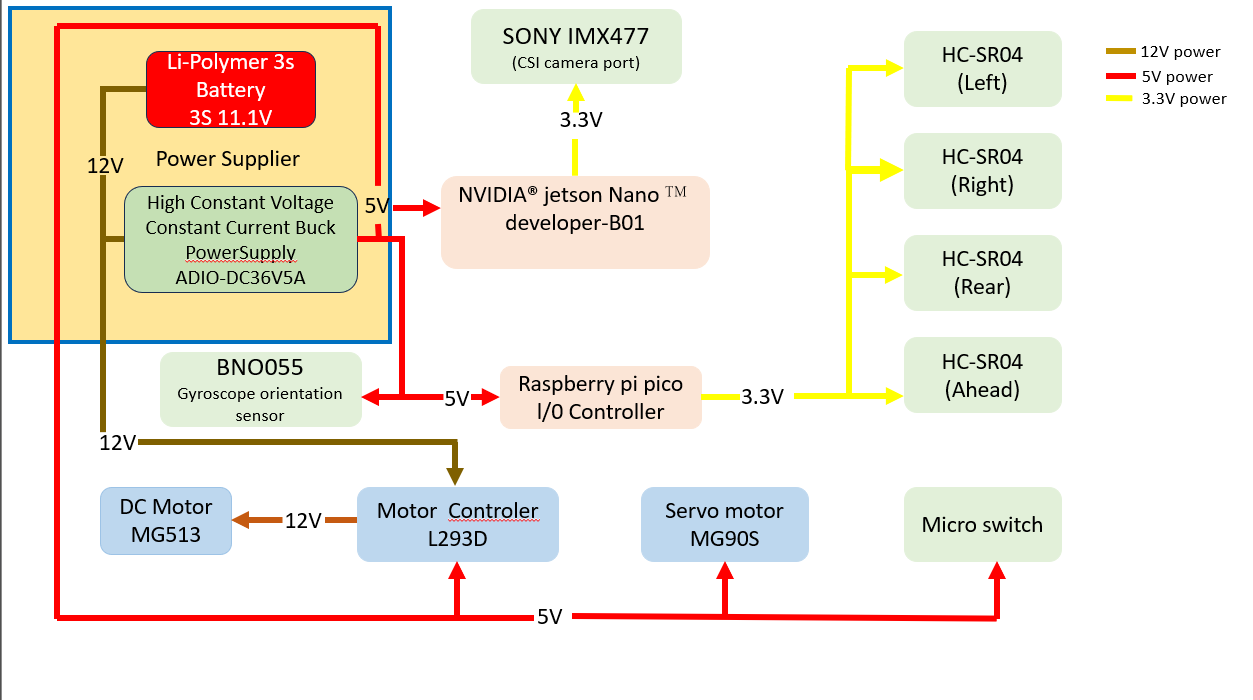 Li-Polymer 3s
Battery
3S 11.1V
12V
Power Supplier
High Constant Voltage
Constant Current Buck
PowerSupply
ADIO-DC36V5A
5V
SONY IMX477
(CSI camera port)
3.3V
NVIDIA® jetson Nano ™
developer-B01
HC-SR04
(Left)
HC-SR04
(Right)
HC-SR04
(Rear)
HC-SR04
(Ahead)
12V power
5V power
3.3V power
BNO055
Gyroscope orientation
sensor
5V
Raspberry pi pico
I/0 Controller
3.3V
12V
DC Motor
MG513
12V
Motor Controler
L293D
Servo motor
MG90S
Micro switch
5V